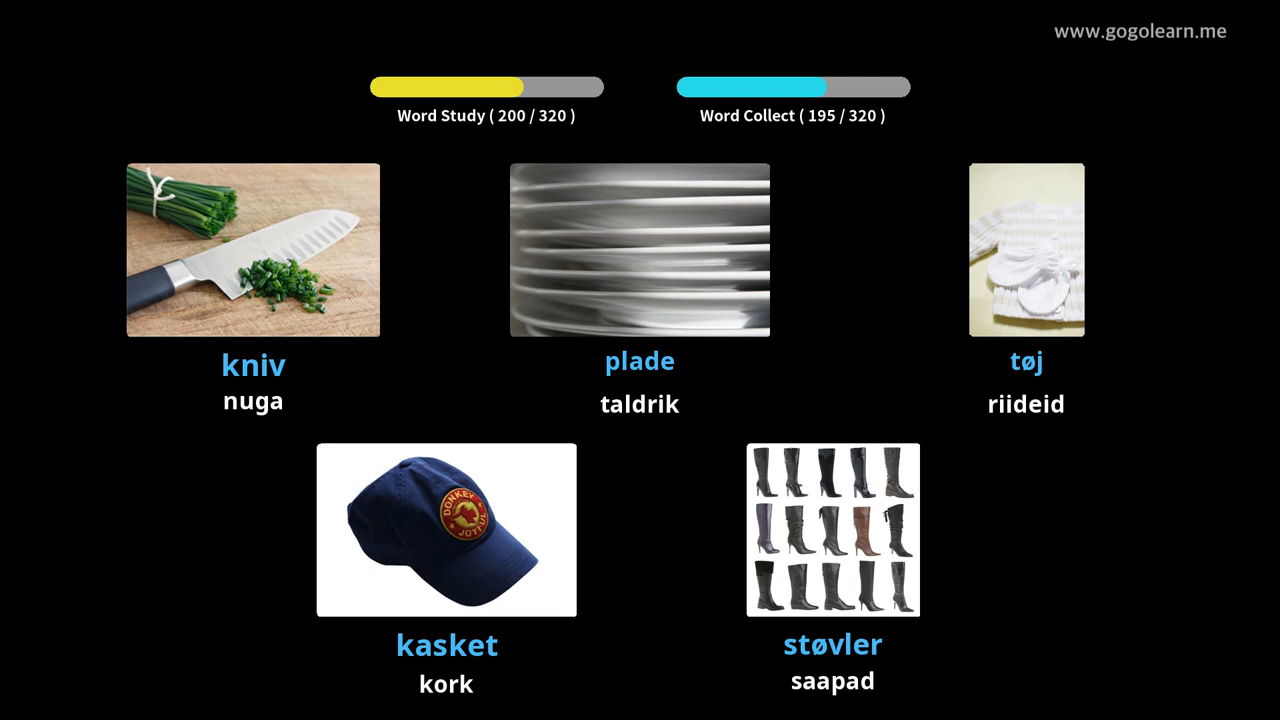 www.gogolearn.me
Word Study ( 200 / 320 )
Word Collect ( 195 / 320 )
kniv
nuga
plade
taldrik
tøj
riideid
DONKEY
JOYFUL
kasket
kork
støvler
saapad